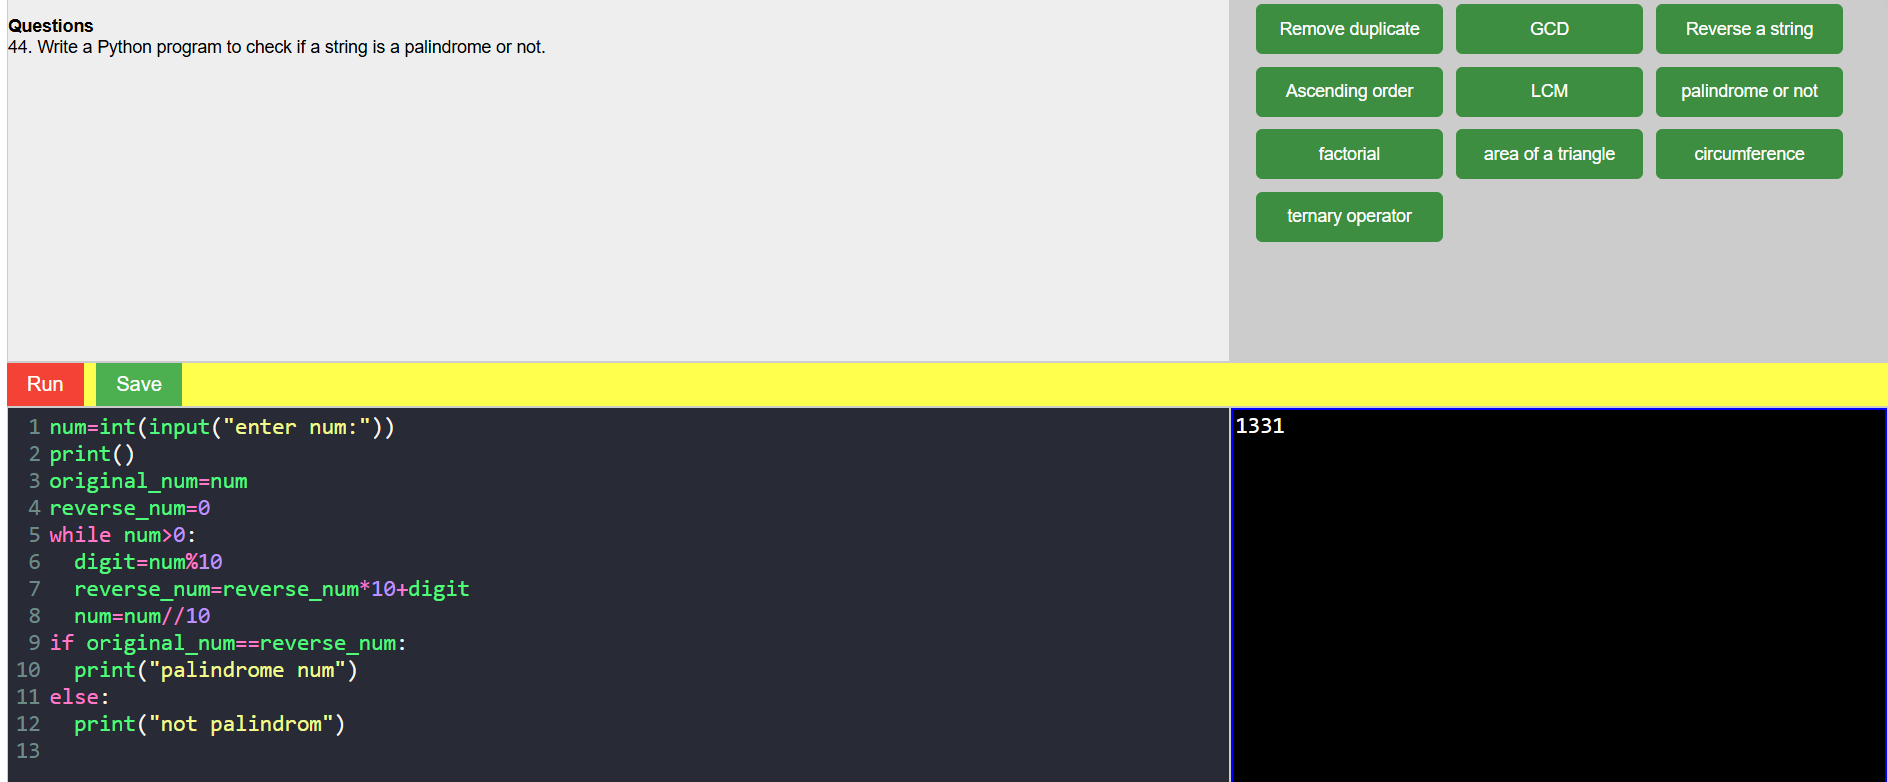 Questions
44. Write a Python program to check if a string is a palindrome or not.
Remove duplicate
GCD
Reverse a string
Ascending order
LCM
palindrome or not
factorial
area of a triangle
circumference
ternary operator
Run
Save
1 num=int(input("enter num:"))
2 print()
3 original_num=num
4 reverse_num=0
5 while num>0:
6   digit=num%10
7   reverse_num=reverse_num*10+digit
8   num=num//10
9 if original_num==reverse_num:
10   print("palindrome num")
11 else:
12   print("not palindrom")
13
1331